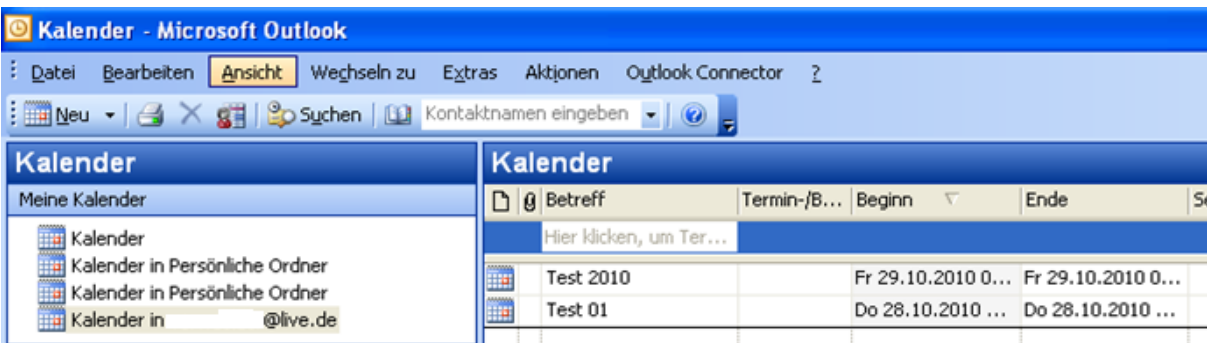 Kalender - Microsoft Outlook
Datei Bearbeiten Ansicht Wechseln zu Extras Aktionen Outlook Connector ?
Neu Suchen Kontaktnamen eingeben
Kalender
Meine Kalender
Kalender
Kalender in Persönliche Ordner
Kalender in Persönliche Ordner
Kalender in @live.de
Kalender
Betreff Termin-/B... Beginn Ende
Hier klicken, um Ter...
Test 2010 Fr 29.10.2010 0... Fr 29.10.2010 0...
Test 01 Do 28.10.2010 ... Do 28.10.2010 ...